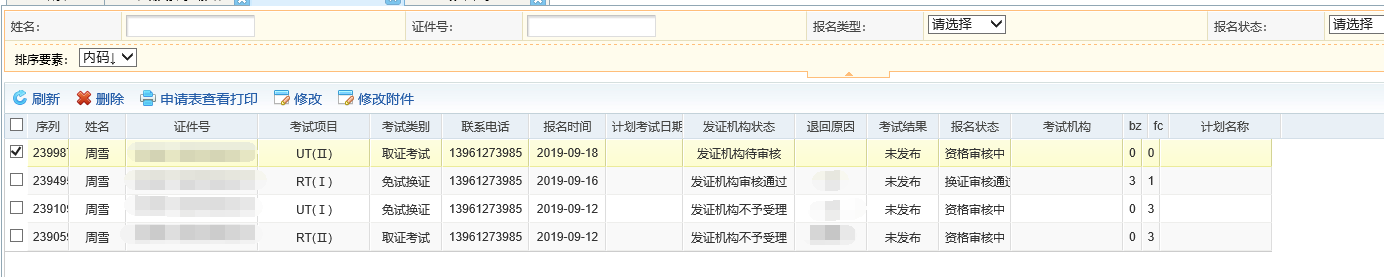 姓名: 证件号: 报名类型: 请选择 报名状态: 请选择
排序要素: 内码↓
刷新 删除 申请表查看打印 修改 修改附件
序列 姓名 证件号 考试项目 考试类别 联系电话 报名时间 计划考试日期 发证机构状态 退回原因 考试结果 报名状态 考试机构 bz fc 计划名称
23998 周雪 UT(Ⅱ) 取证考试 13961273985 2019-09-18 发证机构待审核 未发布 资格审核中 0 0
23949 周雪 RT(Ⅰ) 免试换证 13961273985 2019-09-16 发证机构审核通过 未发布 换证审核通过 3 1
23910 周雪 UT(Ⅰ) 免试换证 13961273985 2019-09-12 发证机构不予受理 未发布 资格审核中 0 3
23905 周雪 RT(Ⅱ) 取证考试 13961273985 2019-09-12 发证机构不予受理 未发布 资格审核中 0 3